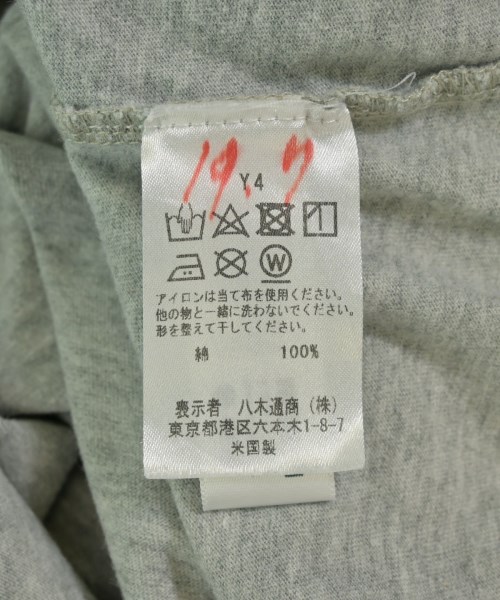 19.7
Y4
W
アイロンは当て布を使用ください。
他の物と一緒に洗わないでください。
形を整えて干してください。
綿 100%
表示者 八木通商(株)
東京都港区六本木1-8-7
米国製